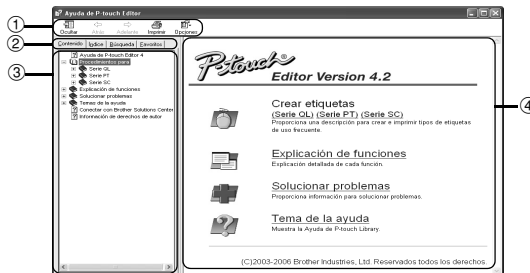 Ayuda de P-touch Editor
Ocultar Atrás Adelante Imprimir Opciones
Contenido Índice Búsqueda Favoritos
Ayuda de P-touch Editor 4
Procedimientos para
Serie QL
Serie PT
Serie SC
Explicación de funciones
Solucionar problemas
Temas de la ayuda
Conectar con Brother Solutions Center
Información de derechos de autor
1
2
3
4
P-touch
Editor Version 4.2
Crear etiquetas
(Serie QL) (Serie PT) (Serie SC)
Proporciona una descripción para crear e imprimir tipos de etiquetas
de uso frecuente.
Explicación de funciones
Explicación detallada de cada función.
Solucionar problemas
Proporciona información para solucionar problemas.
Tema de la ayuda
Muestra la Ayuda de P-touch Library.
(C)2003-2006 Brother Industries, Ltd. Reservados todos los derechos.